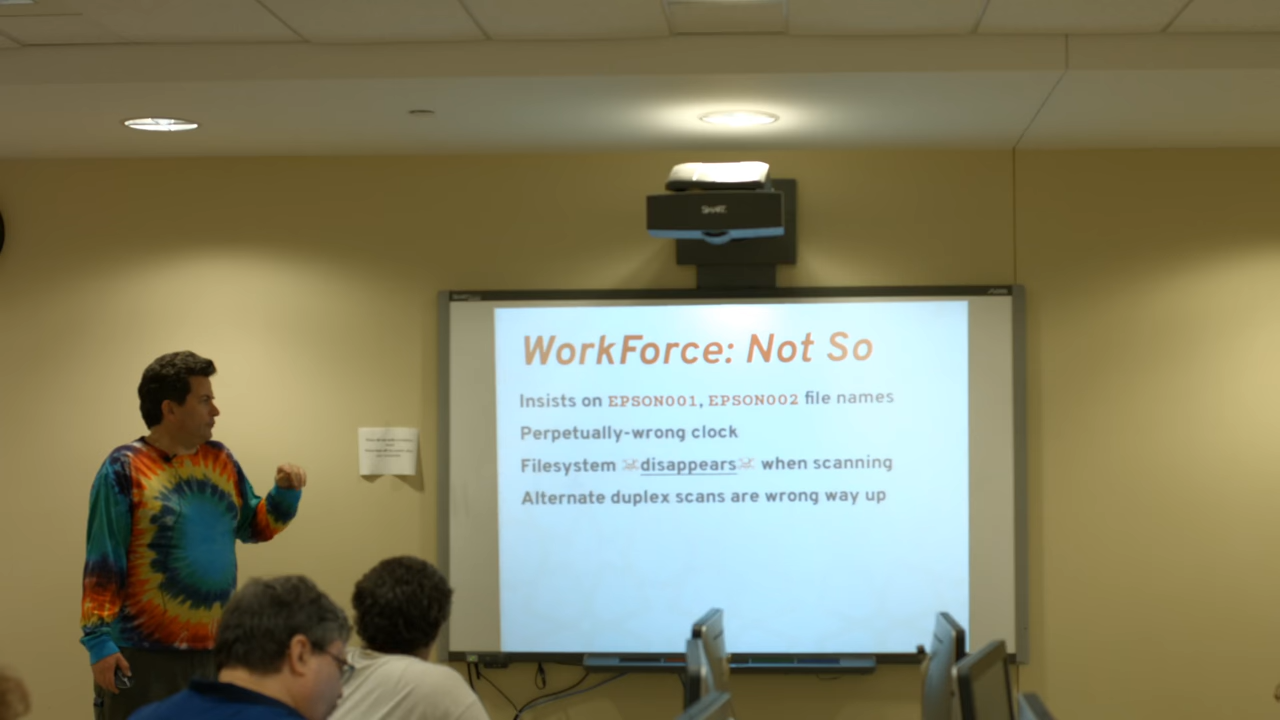 SMART
WorkForce: Not So
Insists on EPSON001, EPSON002 file names
Perpetually-wrong clock
Filesystem ☠disappears☠ when scanning
Alternate duplex scans are wrong way up